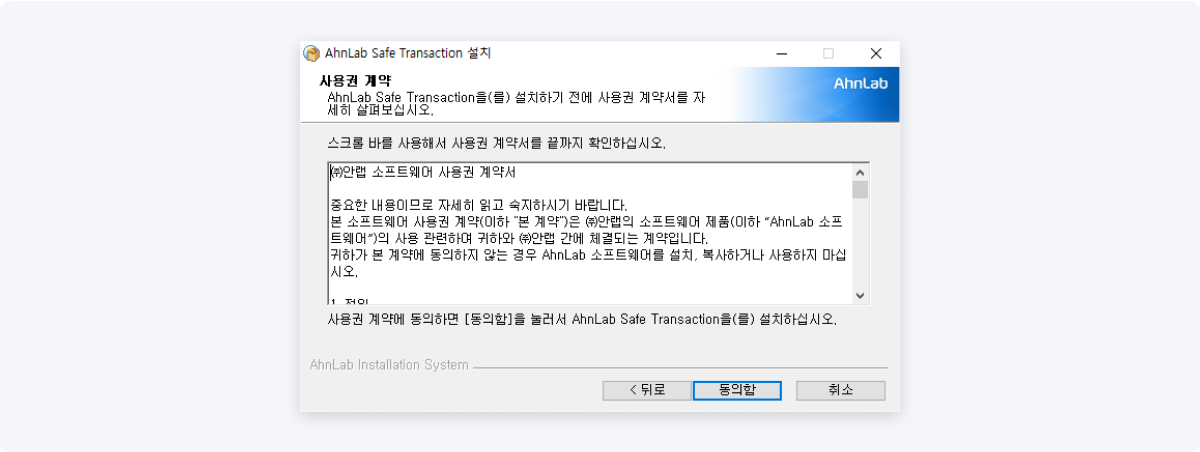 AhnLab Safe Transaction 설치
사용권 계약
AhnLab Safe Transaction을(를) 설치하기 전에 사용권 계약서를 자
세히 살펴보십시오.
AhnLab
스크롤 바를 사용해서 사용권 계약서를 끝까지 확인하십시오.
㈜안랩 소프트웨어 사용권 계약서
중요한 내용이므로 자세히 읽고 숙지하시기 바랍니다.
본 소프트웨어 사용권 계약(이하 "본 계약")은 ㈜안랩의 소프트웨어 제품(이하 “AhnLab 소프
트웨어”)의 사용 관련하여 귀하와 ㈜안랩 간에 체결되는 계약입니다.
귀하가 본 계약에 동의하지 않는 경우 AhnLab 소프트웨어를 설치, 복사하거나 사용하지 마십
시오.
1. 정의
사용권 계약에 동의하면 [동의함]을 눌러서 AhnLab Safe Transaction을(를) 설치하십시오.
AhnLab Installation System
< 뒤로
동의함
취소